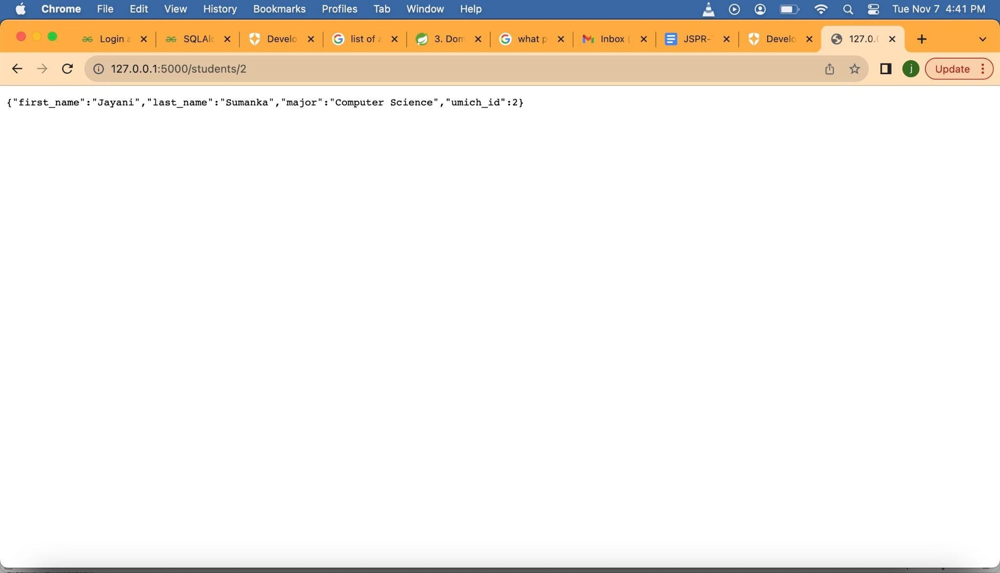 Chrome File Edit View History Bookmarks Profiles Tab Window Help Tue Nov 7 4:41 PM
Login SQLAl Develo list of 3. Dom what p Inbox ( JSPR- Develo 127.0.
127.0.0.1:5000/students/2 j Update
{"first_name":"Jayani","last_name":"Sumanka","major":"Computer Science","umich_id":2}